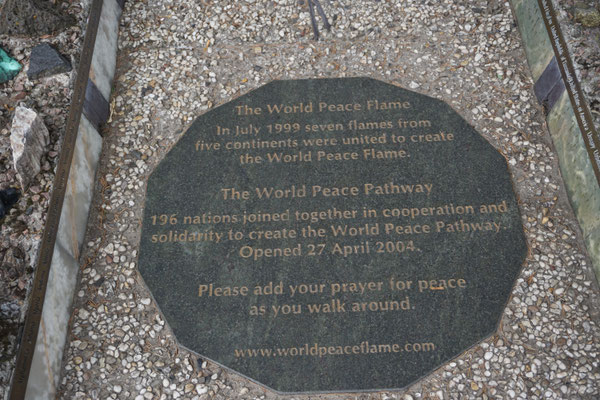 The World Peace Flame
In July 1999 seven flames from
five continents were united to create
the World Peace Flame.
The World Peace Pathway
196 nations joined together in cooperation and
solidarity to create the World Peace Pathway.
Opened 27 April 2004.
Please add your prayer for peace
as you walk around.
www.worldpeaceflame.com